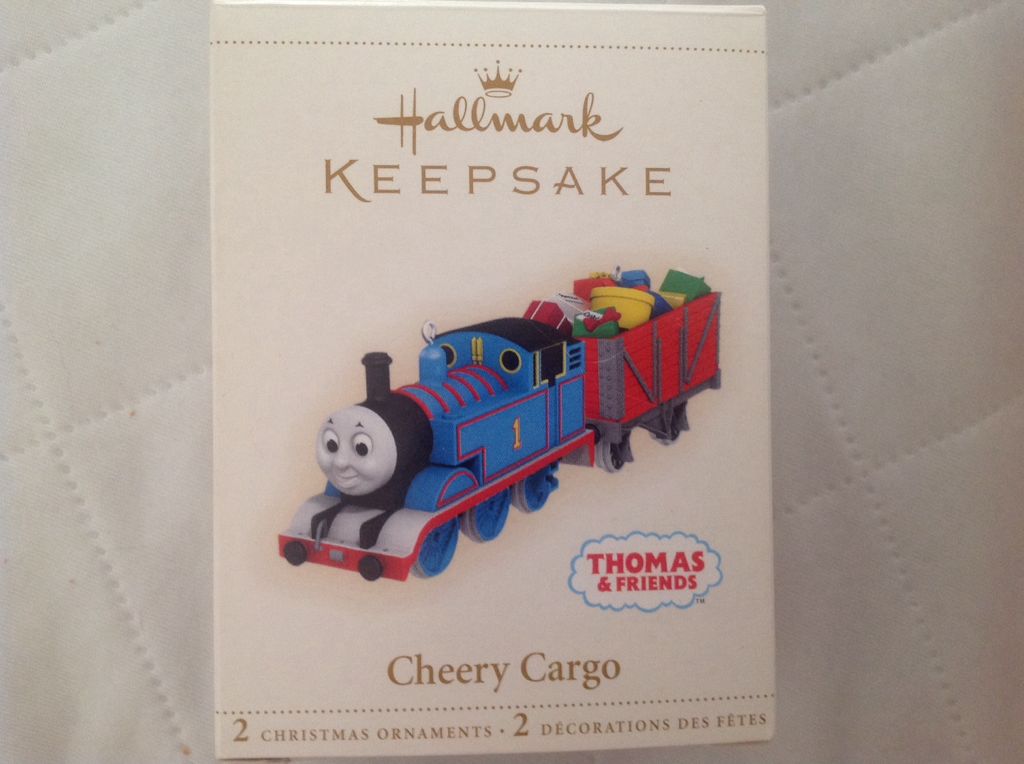 Hallmark
KEEPSAKE
1
THOMAS
& FRIENDS
TM
Cheery Cargo
2 CHRISTMAS ORNAMENTS · 2 DÉCORATIONS DES FÊTES